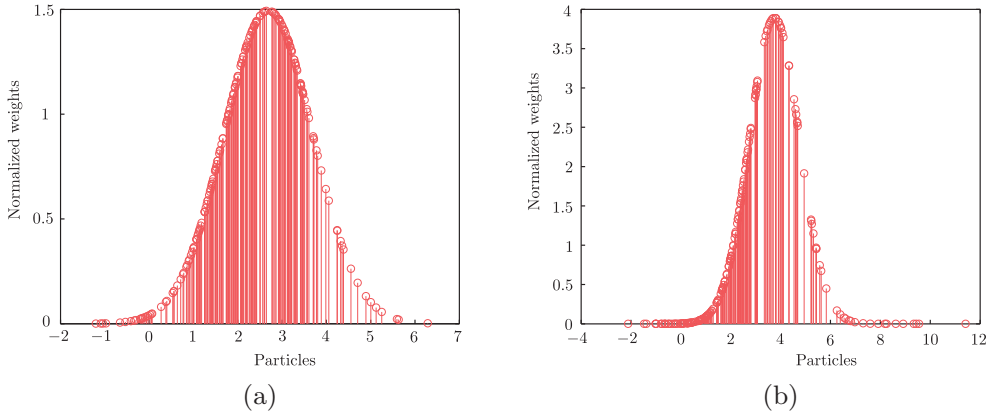 1.5
1
0.5
0
−2 −1 0 1 2 3 4 5 6 7
Normalized weights
Particles
(a)
4
3.5
3
2.5
2
1.5
1
0.5
0
−4 −2 0 2 4 6 8 10 12
Normalized weights
Particles
(b)